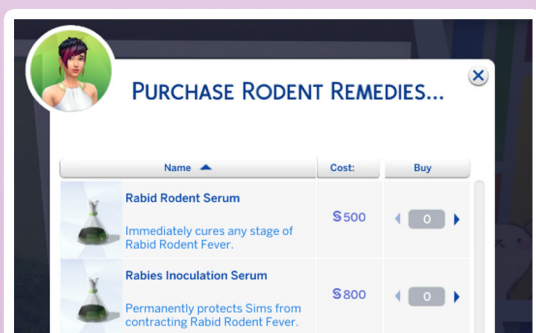 PURCHASE RODENT REMEDIES...
Name Cost: Buy
Rabid Rodent Serum
§500 0
Immediately cures any stage of
Rabid Rodent Fever.
Rabies Inoculation Serum
§800 0
Permanently protects Sims from
contracting Rabid Rodent Fever.